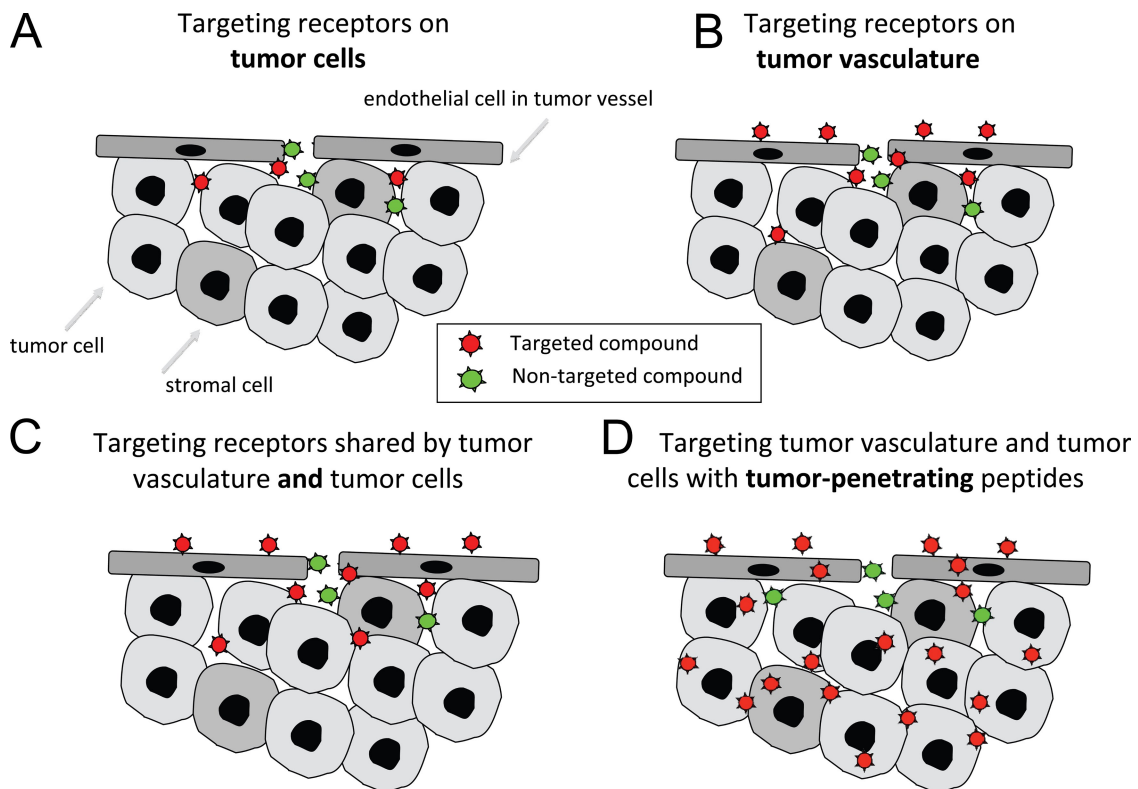 A
Targeting receptors on
tumor cells
endothelial cell in tumor vessel
tumor cell
stromal cell
B
Targeting receptors on
tumor vasculature
Targeted compound
Non-targeted compound
C
Targeting receptors shared by tumor
vasculature and tumor cells
D
Targeting tumor vasculature and tumor
cells with tumor-penetrating peptides